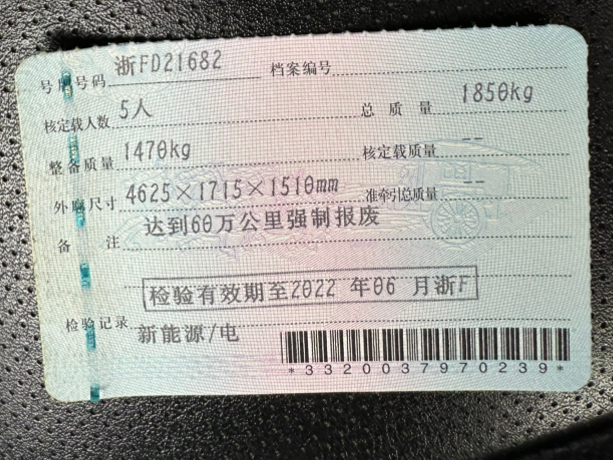 号牌号码 浙FD21682 档案编号
核定载人数 5人 总质量 1850kg
整备质量 1470kg 核定载质量 --
外廓尺寸 4625×1715×1510mm 准牵引总质量 --
备注 达到60万公里强制报废
检验有效期至2022 年06 月浙F
检验记录
新能源/电
*3320037970239*